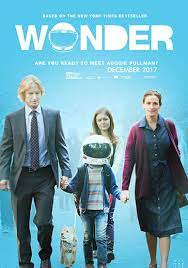 BASED ON THE NEW YORK TIMES BESTSELLER
WONDER
ARE YOU READY TO MEET AUGGIE PULLMAN?
DECEMBER 2017